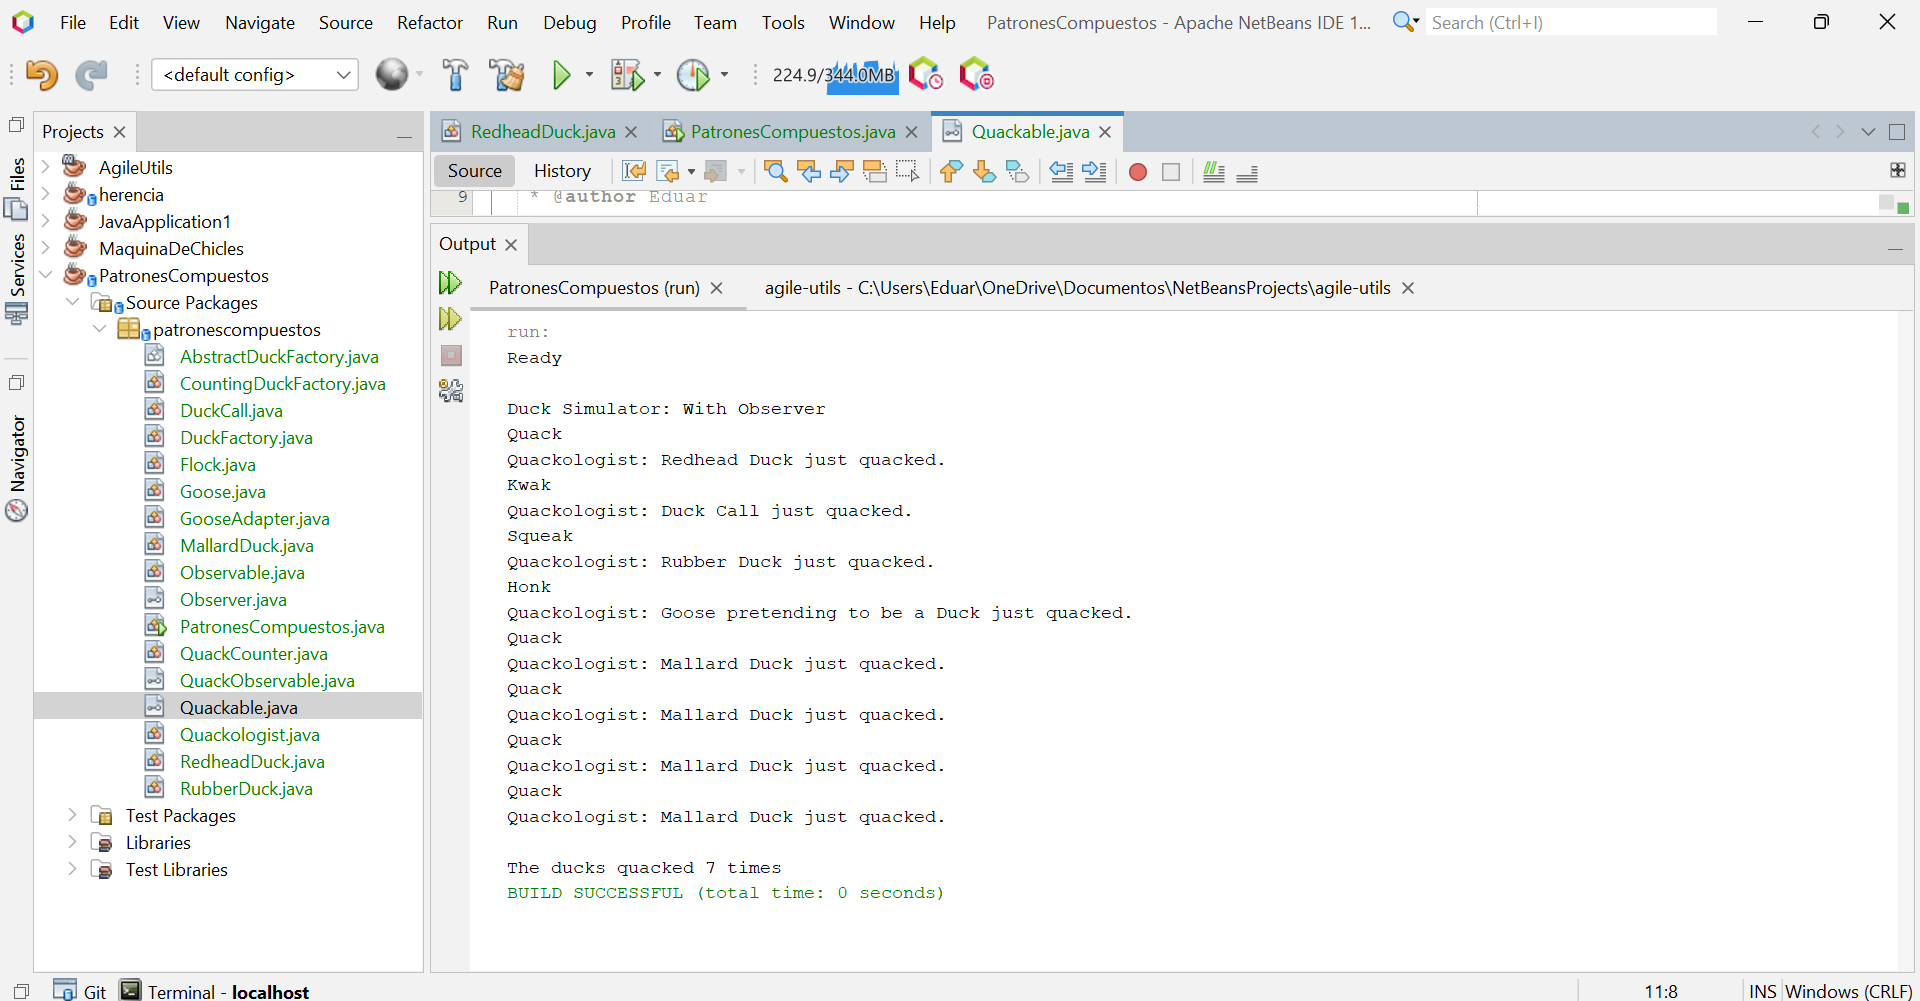 File Edit View Navigate Source Refactor Run Debug Profile Team Tools Window Help PatronesCompuestos - Apache NetBeans IDE 1... Search (Ctrl+I)
<default config> 224.9/344.0MB
Files
Services
Navigator
Projects
AgileUtils
herencia
JavaApplication1
MaquinaDeChicles
PatronesCompuestos
Source Packages
patronescompuestos
AbstractDuckFactory.java
CountingDuckFactory.java
DuckCall.java
DuckFactory.java
Flock.java
Goose.java
GooseAdapter.java
MallardDuck.java
Observable.java
Observer.java
PatronesCompuestos.java
QuackCounter.java
QuackObservable.java
Quackable.java
Quackologist.java
RedheadDuck.java
RubberDuck.java
Test Packages
Libraries
Test Libraries
RedheadDuck.java PatronesCompuestos.java Quackable.java
Source History
9 * @author Eduar
Output
PatronesCompuestos (run) agile-utils - C:\Users\Eduar\OneDrive\Documentos\NetBeansProjects\agile-utils
run:
Ready
Duck Simulator: With Observer
Quack
Quackologist: Redhead Duck just quacked.
Kwak
Quackologist: Duck Call just quacked.
Squeak
Quackologist: Rubber Duck just quacked.
Honk
Quackologist: Goose pretending to be a Duck just quacked.
Quack
Quackologist: Mallard Duck just quacked.
Quack
Quackologist: Mallard Duck just quacked.
Quack
Quackologist: Mallard Duck just quacked.
Quack
Quackologist: Mallard Duck just quacked.
The ducks quacked 7 times
BUILD SUCCESSFUL (total time: 0 seconds)
Git Terminal - localhost 11:8 INS Windows (CRLF)